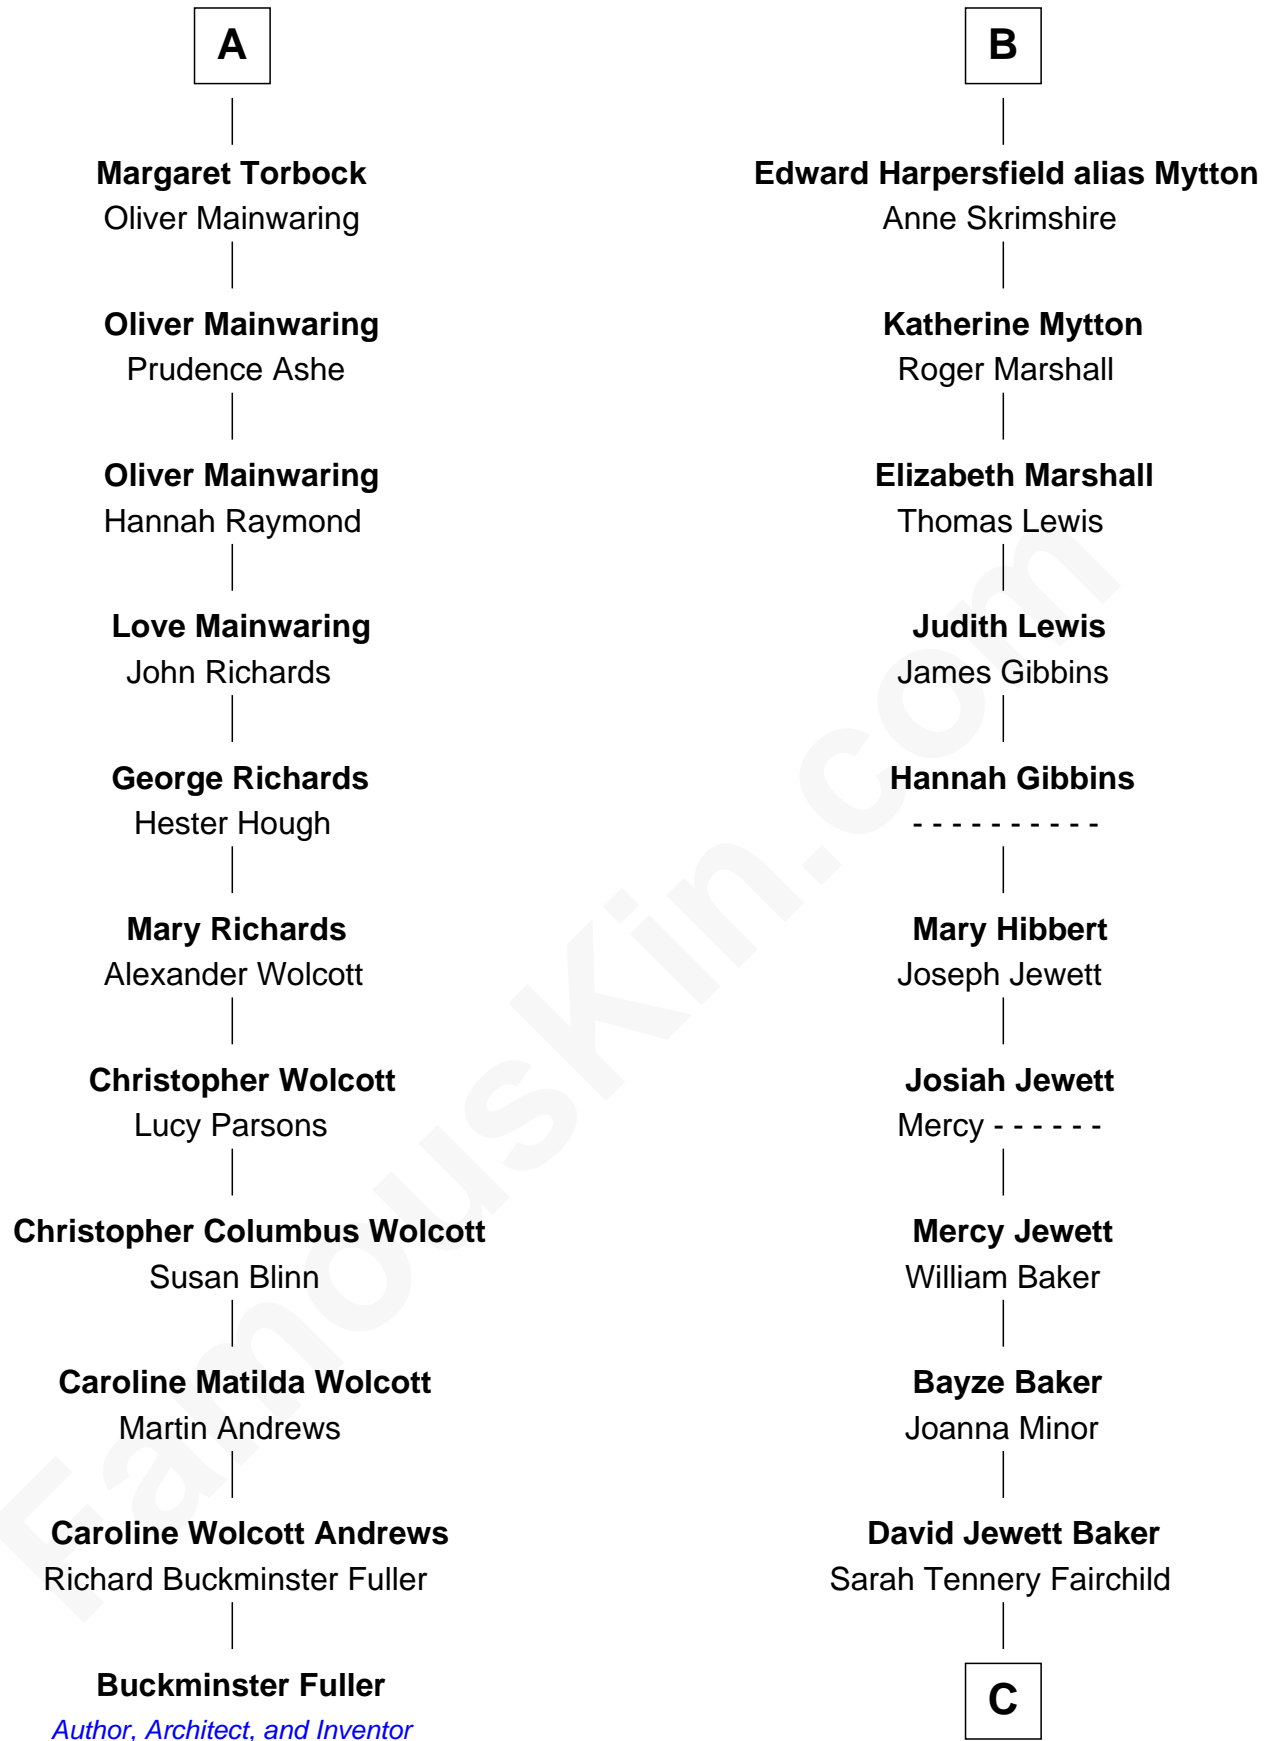 A
Margaret Torbock
Oliver Mainwaring
Oliver Mainwaring
Prudence Ashe
Oliver Mainwaring
Hannah Raymond
Love Mainwaring
John Richards
George Richards
Hester Hough
Mary Richards
Alexander Wolcott
Christopher Wolcott
Lucy Parsons
Christopher Columbus Wolcott
Susan Blinn
Caroline Matilda Wolcott
Martin Andrews
Caroline Wolcott Andrews
Richard Buckminster Fuller
Buckminster Fuller
Author, Architect, and Inventor
B
Edward Harpersfield alias Mytton
Anne Skrimshire
Katherine Mytton
Roger Marshall
Elizabeth Marshall
Thomas Lewis
Judith Lewis
James Gibbins
Hannah Gibbins
- - - - - - - - - -
Mary Hibbert
Joseph Jewett
Josiah Jewett
Mercy - - - - - -
Mercy Jewett
William Baker
Bayze Baker
Joanna Minor
David Jewett Baker
Sarah Tennery Fairchild
C
FamousKin.com